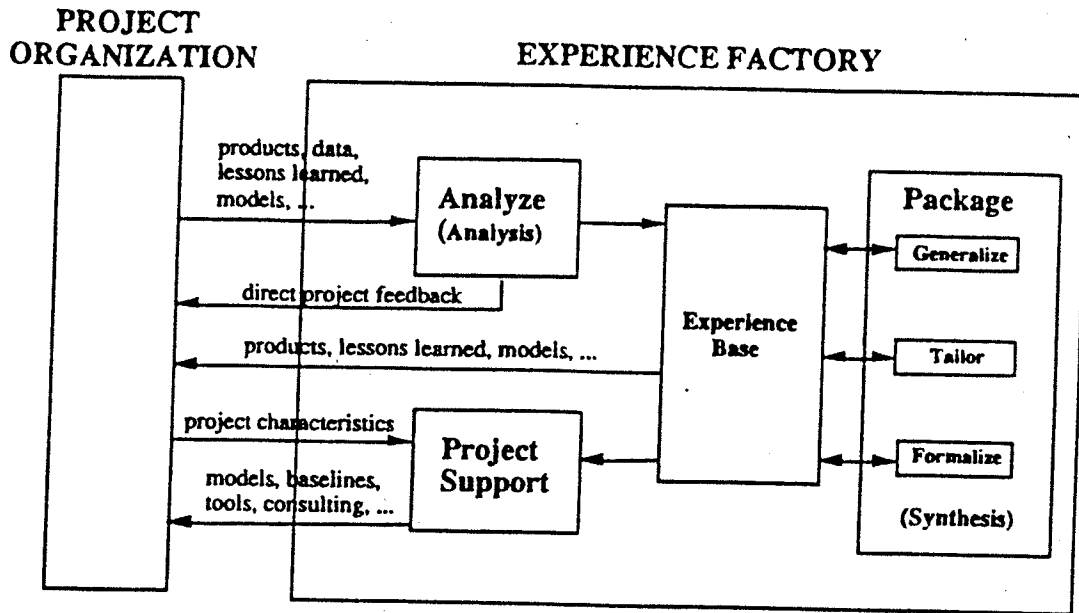 PROJECT
ORGANIZATION
EXPERIENCE FACTORY
products, data,
lessons learned,
models, ...
Analyze
(Analysis)
direct project feedback
products, lessons learned, models, ...
project characteristics
models, baselines,
tools, consulting, ...
Project
Support
Experience
Base
Package
Generalize
Tailor
Formalize
(Synthesis)